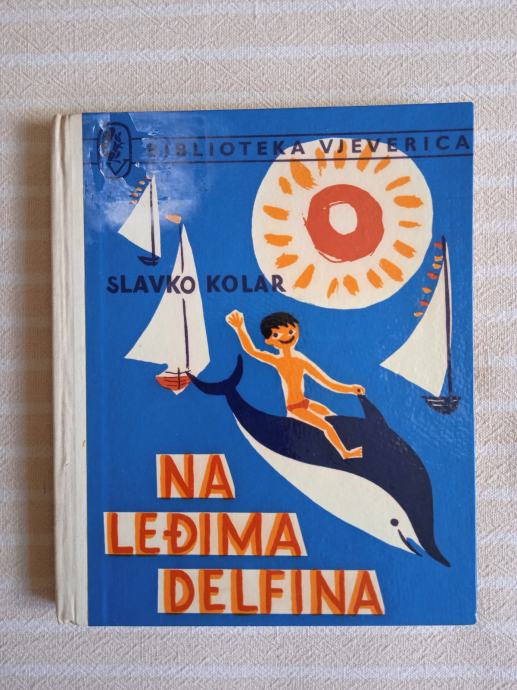 BIBLIOTEKA VJEVERICA
SLAVKO KOLAR
NA
LEĐIMA
DELFINA